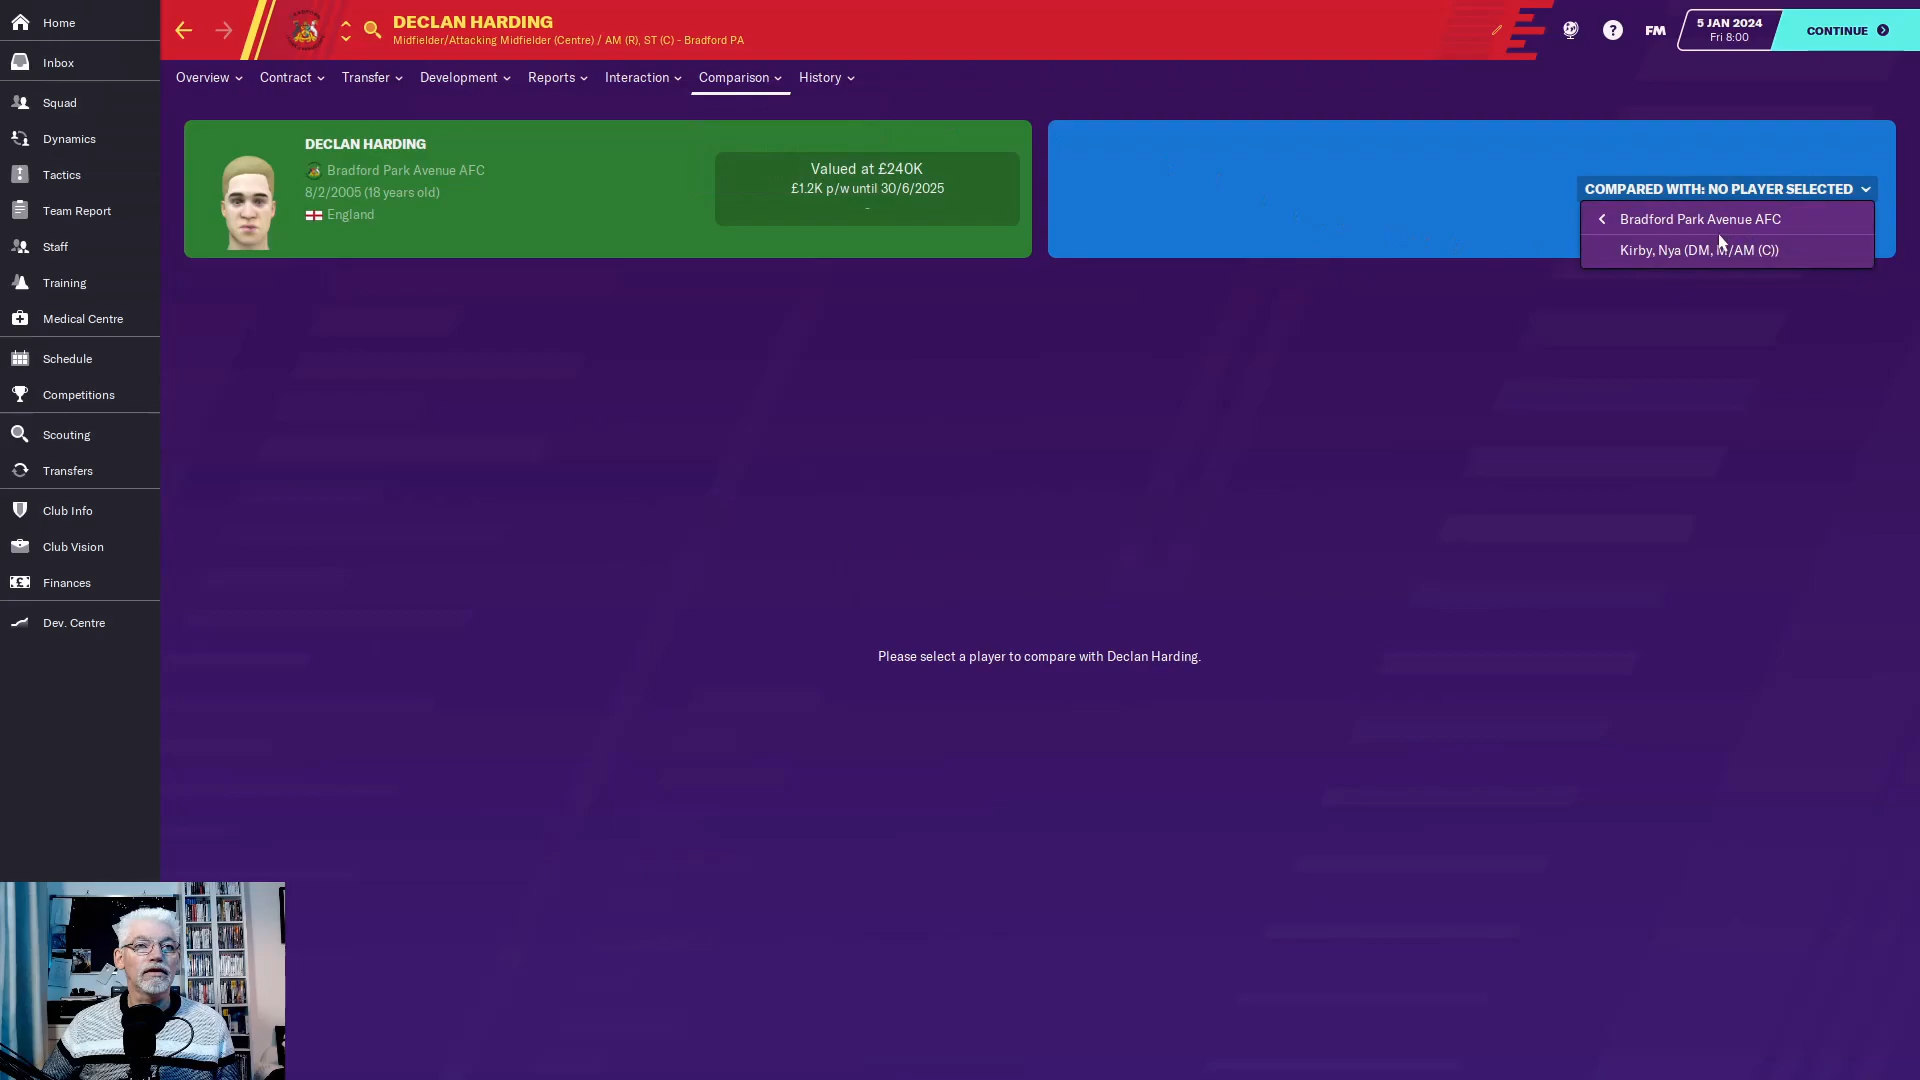 Home
Inbox
Squad
Dynamics
Tactics
Team Report
Staff
Training
Medical Centre
Schedule
Competitions
Scouting
Transfers
Club Info
Club Vision
Finances
Dev. Centre
DECLAN HARDING
Midfielder/Attacking Midfielder (Centre) / AM (R), ST (C) - Bradford PA
FM
5 JAN 2024
Fri 8:00
CONTINUE
Overview
Contract
Transfer
Development
Reports
Interaction
Comparison
History
DECLAN HARDING
Bradford Park Avenue AFC
8/2/2005 (18 years old)
England
Valued at £240K
£1.2K p/w until 30/6/2025
-
COMPARED WITH: NO PLAYER SELECTED
Bradford Park Avenue AFC
Kirby, Nya (DM, M/AM (C))
Please select a player to compare with Declan Harding.